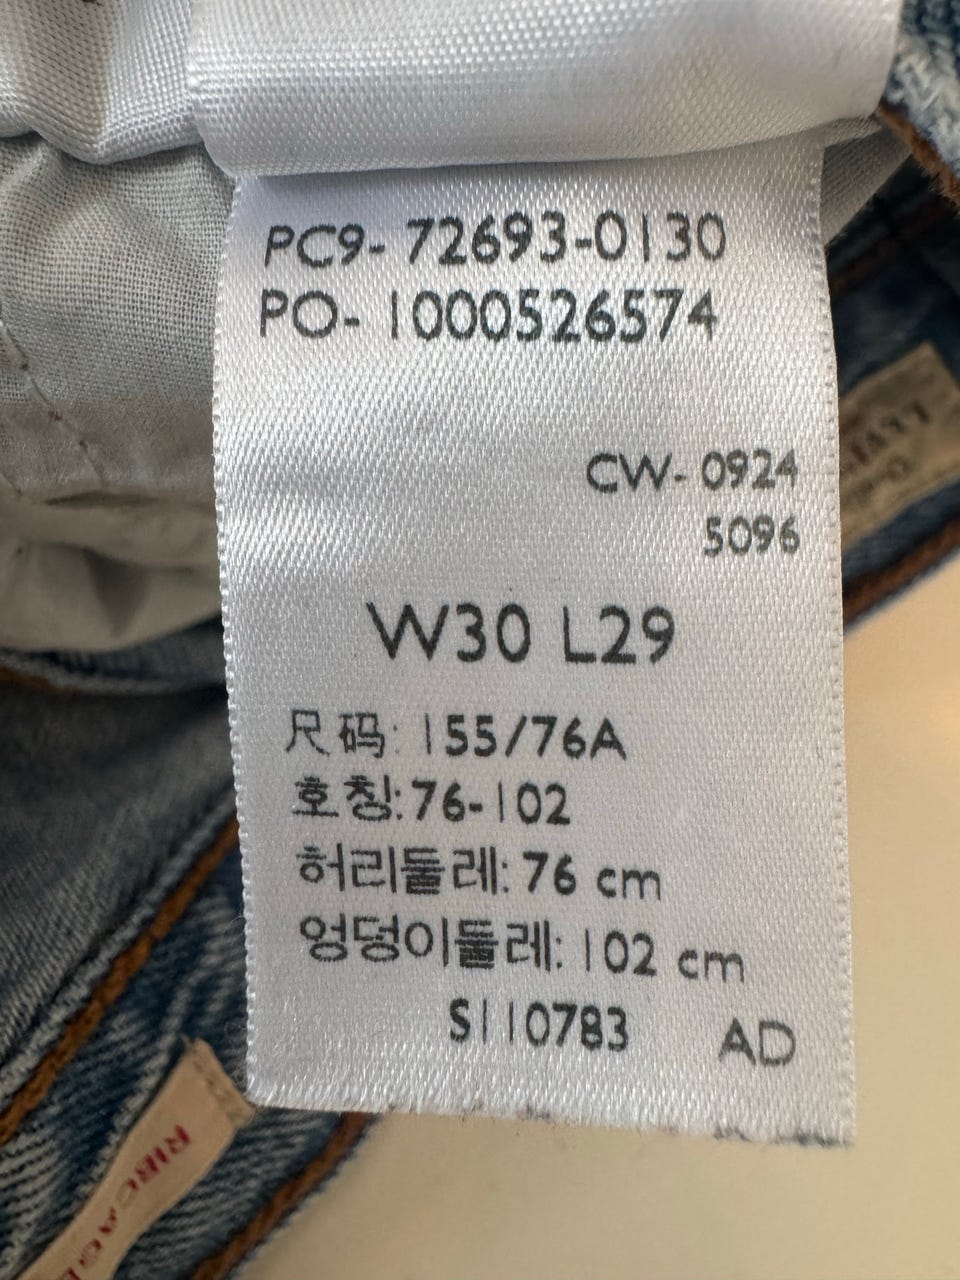 PC9- 72693-0130
PO- 1000526574
CW- 0924
5096
W30 L29
尺码: 155/76A
호칭: 76-102
허리둘레: 76 cm
엉덩이둘레: 102 cm
S110783 AD
RIBCAGE